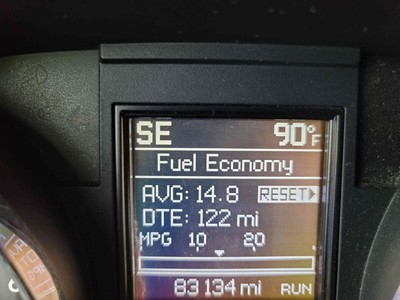 SE 90°F
Fuel Economy
AVG: 14.8 RESET
DTE: 122 mi
MPG 10 20
83134 mi RUN